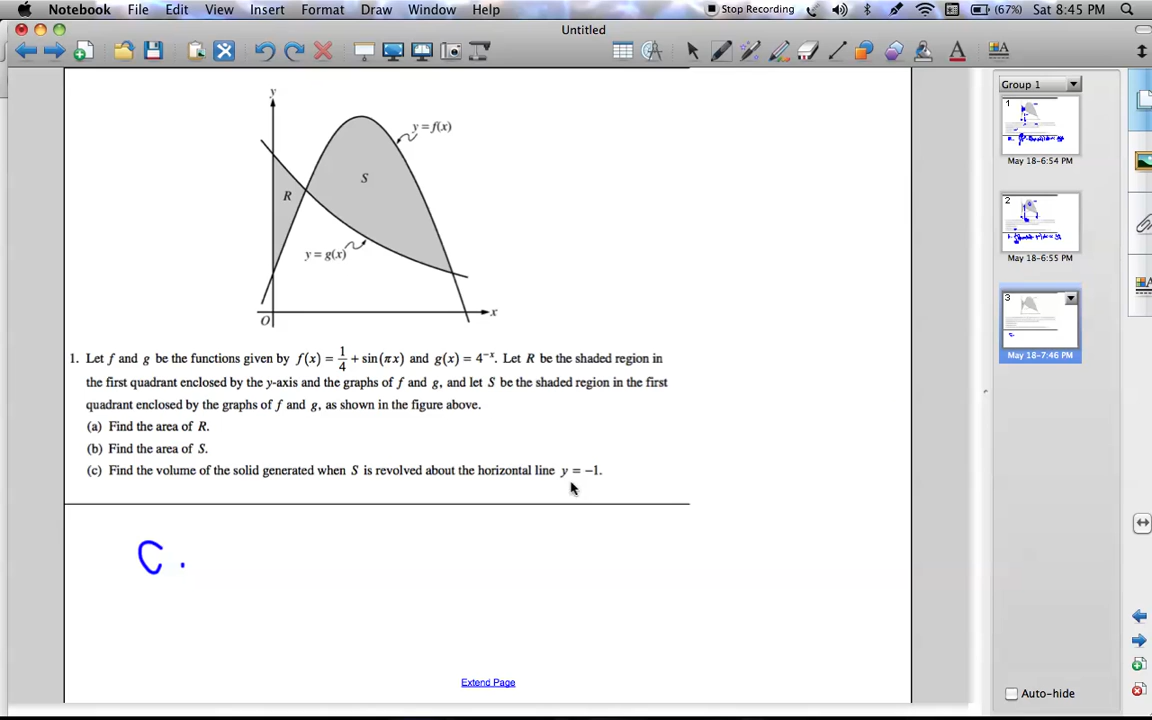 Notebook File Edit View Insert Format Draw Window Help Stop Recording (67%) Sat 8:45 PM
Untitled
Group 1
y
y = f(x)
S
R
y = g(x)
O
x
1
May 18-6:54 PM
2
May 18-6:55 PM
3
May 18-7:46 PM
1. Let f and g be the functions given by f(x) = 1/4 + sin(πx) and g(x) = 4^{-x}. Let R be the shaded region in
the first quadrant enclosed by the y-axis and the graphs of f and g, and let S be the shaded region in the first
quadrant enclosed by the graphs of f and g, as shown in the figure above.
(a) Find the area of R.
(b) Find the area of S.
(c) Find the volume of the solid generated when S is revolved about the horizontal line y = −1.
C.
Extend Page
Auto-hide